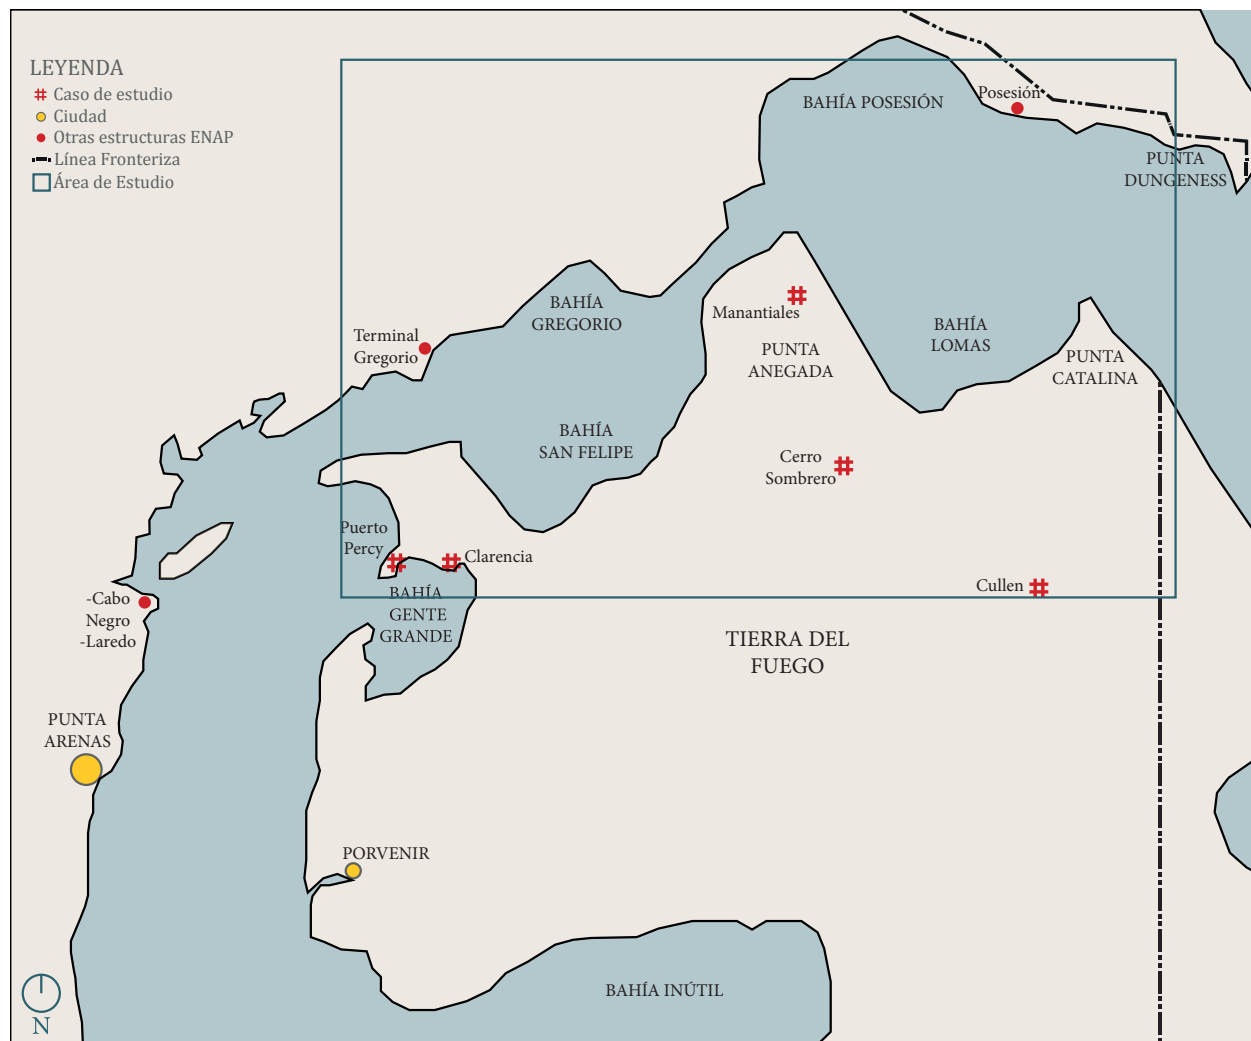 LEYENDA
Caso de estudio
Ciudad
Otras estructuras ENAP
Línea Fronteriza
Área de Estudio
BAHÍA POSESIÓN
Posesión
PUNTA
DUNGENESS
BAHÍA
GREGORIO
Manantiales
Terminal
Gregorio
PUNTA
ANEGADA
BAHÍA
LOMAS
PUNTA
CATALINA
BAHÍA
SAN FELIPE
Cerro
Sombrero
Puerto
Percy
Clarencia
BAHÍA
GENTE
GRANDE
Cullen
-Cabo
Negro
-Laredo
TIERRA DEL
FUEGO
PUNTA
ARENAS
PORVENIR
BAHÍA INÚTIL
N